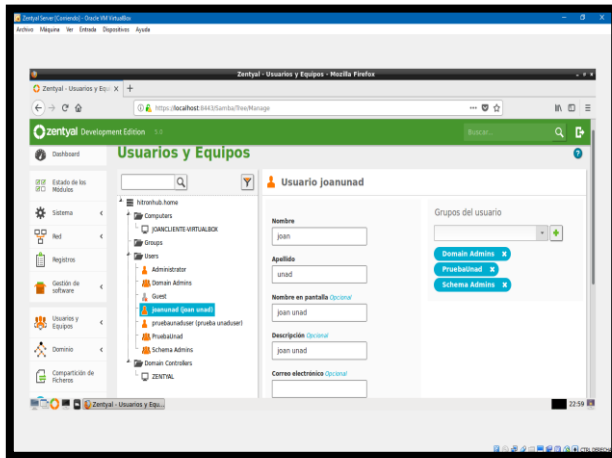 Zentyal Server [Corriendo] - Oracle VM VirtualBox
Archivo Máquina Ver Entrada Dispositivos Ayuda
Zentyal - Usuarios y Equipos - Mozilla Firefox
Zentyal - Usuarios y Equi X +
https://localhost:8443/Samba/Tree/Manage
zentyal Development Edition 5.0
Buscar...
Dashboard
Estado de los Módulos
Sistema
Red
Registros
Gestión de software
Usuarios y Equipos
Dominio
Compartición de Ficheros
Usuarios y Equipos
hitronhub.home
Computers
JOANCLIENTE-VIRTUALBOX
Groups
Users
Administrator
Domain Admins
Guest
joanunad (joan unad)
pruebaunaduser (prueba unaduser)
PruebaUnad
Schema Admins
Domain Controllers
ZENTYAL
Usuario joanunad
Nombre
joan
Apellido
unad
Nombre en pantalla Opcional
joan unad
Descripción Opcional
joan unad
Correo electrónico Opcional
Grupos del usuario
Domain Admins x
PruebaUnad x
Schema Admins x
Zentyal - Usuarios y Equ...
22:59
CTRL DERECHA